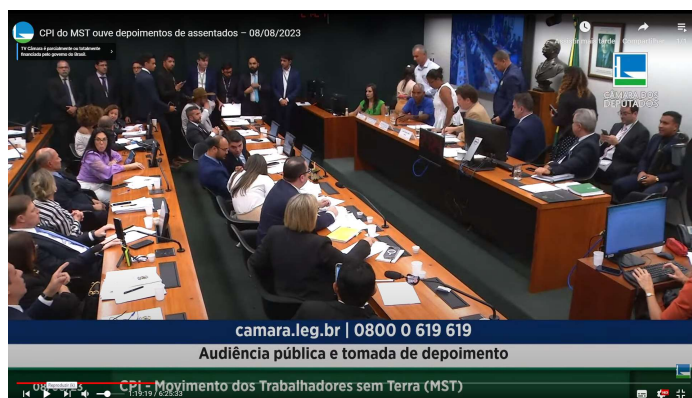 CPI do MST ouve depoimentos de assentados – 08/08/2023
TV Câmara é parcialmente ou totalmente
financiada pelo governo do Brasil.
CÂMARA DOS
DEPUTADOS
camara.leg.br | 0800 0 619 619
Audiência pública e tomada de depoimento
CPI - Movimento dos Trabalhadores sem Terra (MST)
Reproduzir (k)
1:19:19 / 6:25:33